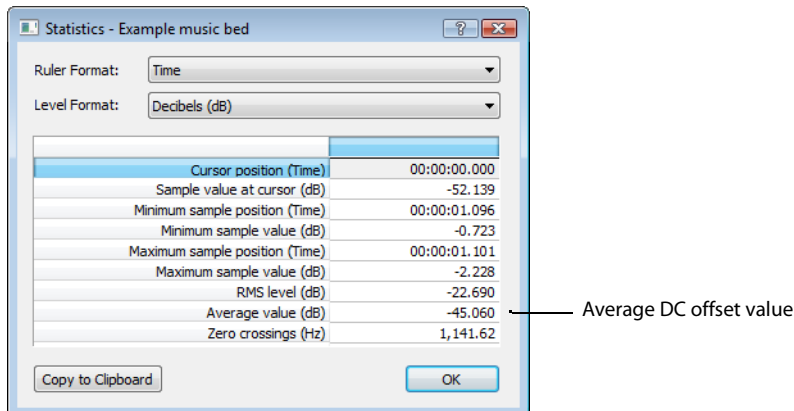 Statistics - Example music bed
Ruler Format: Time
Level Format: Decibels (dB)
Cursor position (Time) 00:00:00.000
Sample value at cursor (dB) -52.139
Minimum sample position (Time) 00:00:01.096
Minimum sample value (dB) -0.723
Maximum sample position (Time) 00:00:01.101
Maximum sample value (dB) -2.228
RMS level (dB) -22.690
Average value (dB) -45.060 Average DC offset value
Zero crossings (Hz) 1,141.62
Copy to Clipboard OK